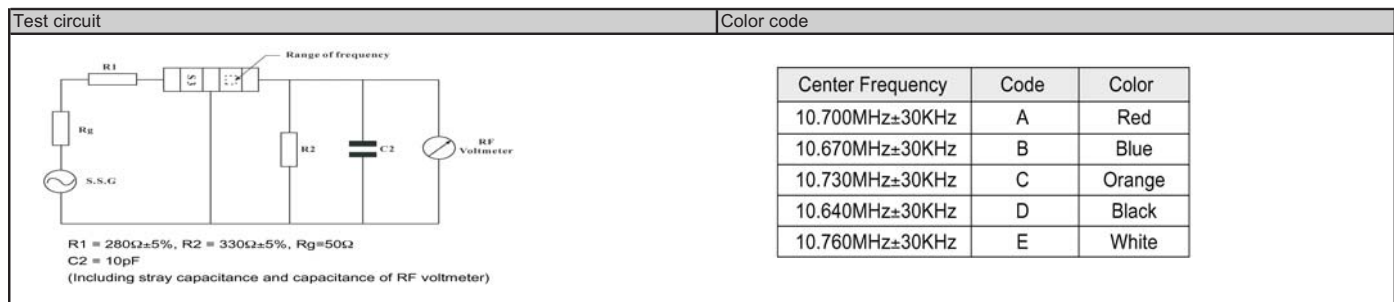 Test circuit
Color code
Range of frequency
R1
S3
Rg
R2
C2
RF
Voltmeter
S.S.G
R1 = 280Ω±5%, R2 = 330Ω±5%, Rg=50Ω
C2 = 10pF
(Including stray capacitance and capacitance of RF voltmeter)
Center Frequency Code Color
10.700MHz±30KHz A Red
10.670MHz±30KHz B Blue
10.730MHz±30KHz C Orange
10.640MHz±30KHz D Black
10.760MHz±30KHz E White